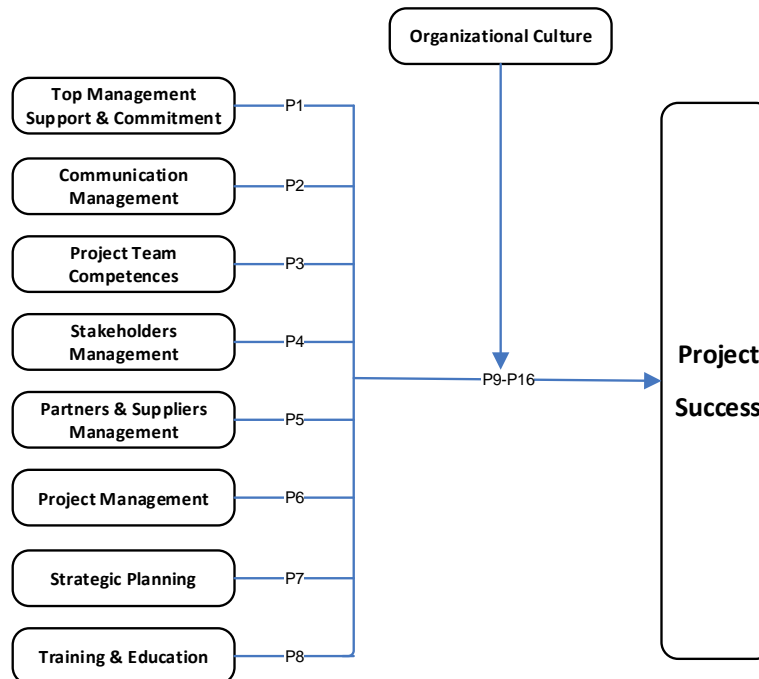 Organizational Culture
Top Management
Support & Commitment
P1
Communication
Management
P2
Project Team
Competences
P3
Stakeholders
Management
P4
Partners & Suppliers
Management
P5
Project Management
P6
Strategic Planning
P7
Training & Education
P8
P9-P16
Project
Success